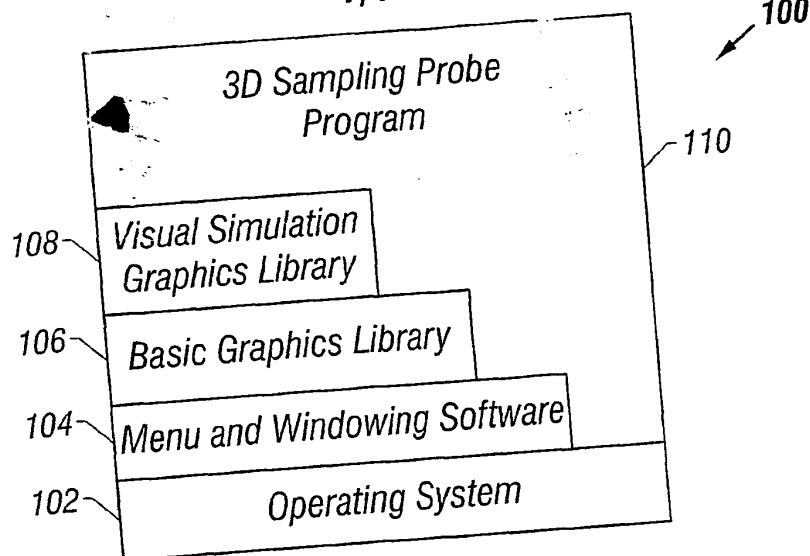 100
3D Sampling Probe
Program
110
108
Visual Simulation
Graphics Library
106
Basic Graphics Library
104
Menu and Windowing Software
102
Operating System